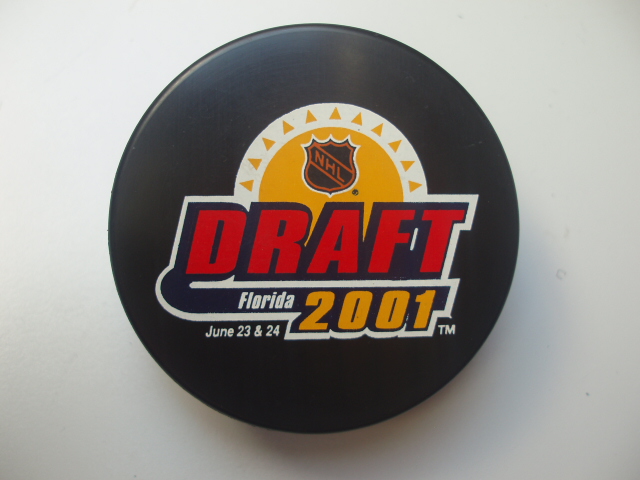 NHL
DRAFT
Florida 2001
June 23 & 24 TM